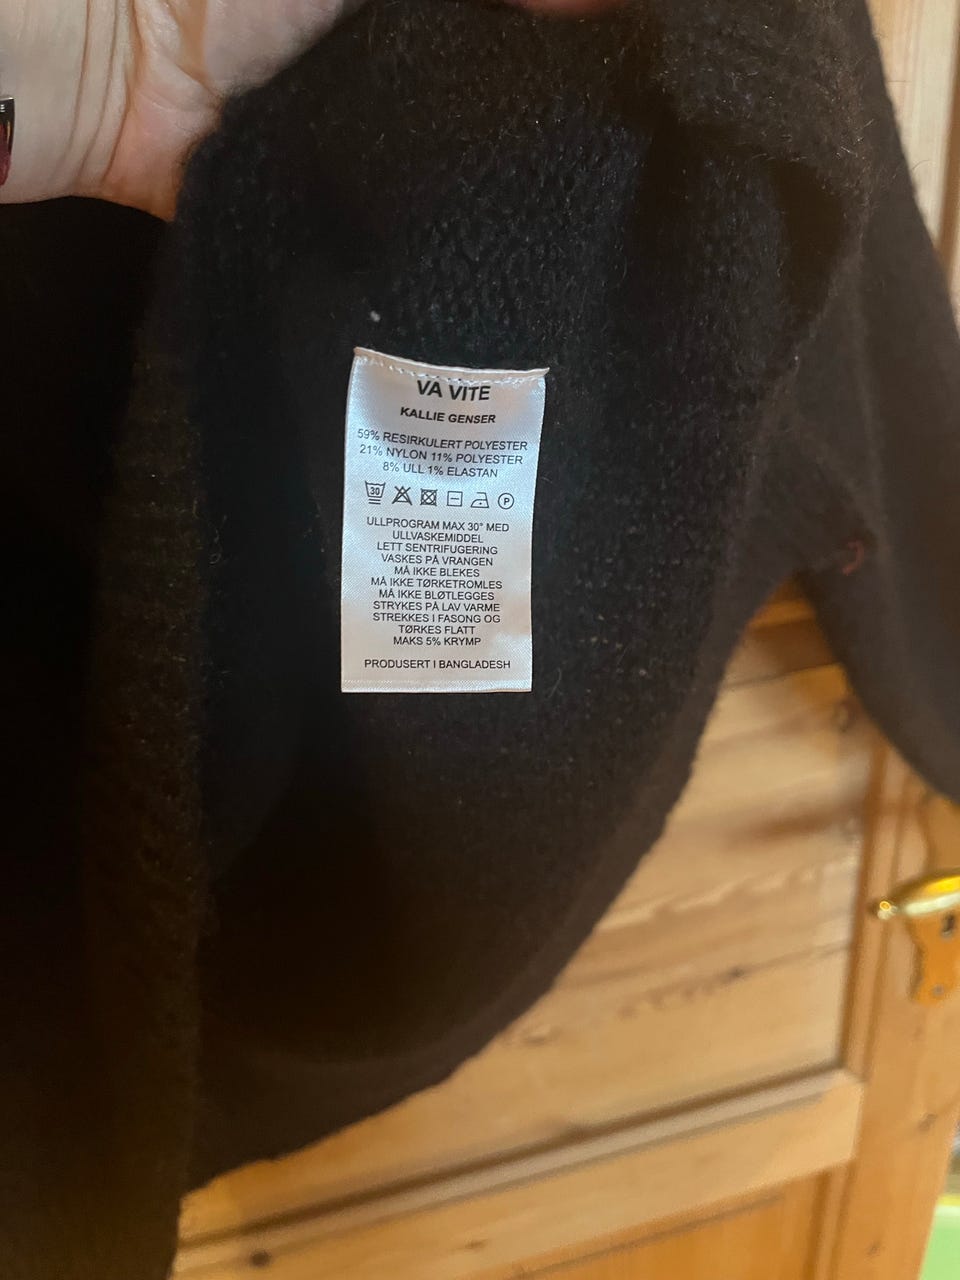 VA VITE
KALLIE GENSER
59% RESIRKULERT POLYESTER
21% NYLON 11% POLYESTER
8% ULL 1% ELASTAN
30 P
ULLPROGRAM MAX 30° MED
ULLVASKEMIDDEL
LETT SENTRIFUGERING
VASKES PÅ VRANGEN
MÅ IKKE BLEKES
MÅ IKKE TØRKETROMLES
MÅ IKKE BLØTLEGGES
STRYKES PÅ LAV VARME
STREKKES I FASONG OG
TØRKES FLATT
MAKS 5% KRYMP
PRODUSERT I BANGLADESH